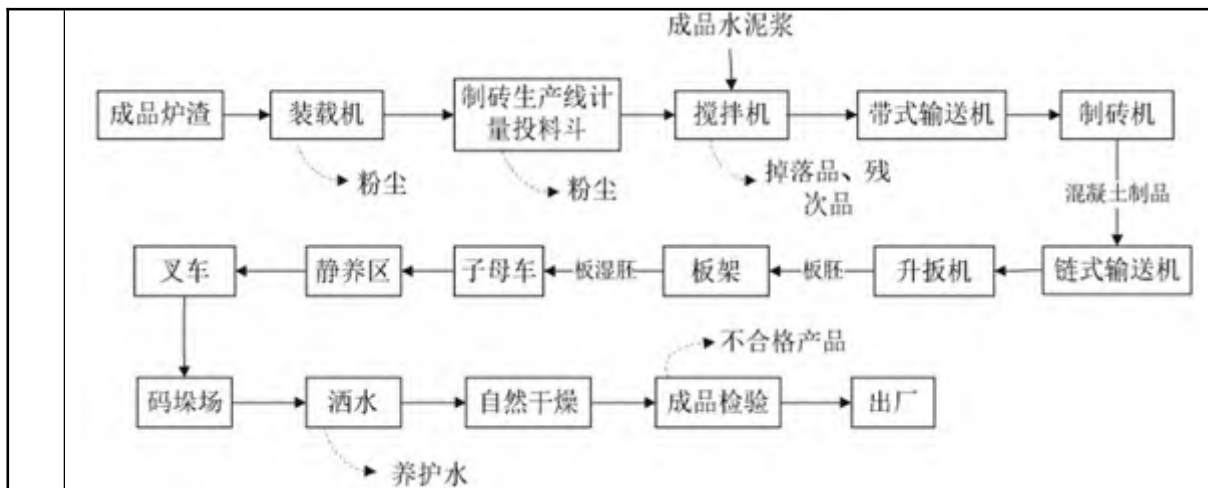 成品水泥浆
成品炉渣
装载机
制砖生产线计
量投料斗
搅拌机
带式输送机
制砖机
粉尘
粉尘
掉落品、残
次品
混凝土制品
叉车
静养区
子母车
板湿胚
板架
板胚
升扳机
链式输送机
不合格产品
码垛场
洒水
自然干燥
成品检验
出厂
养护水